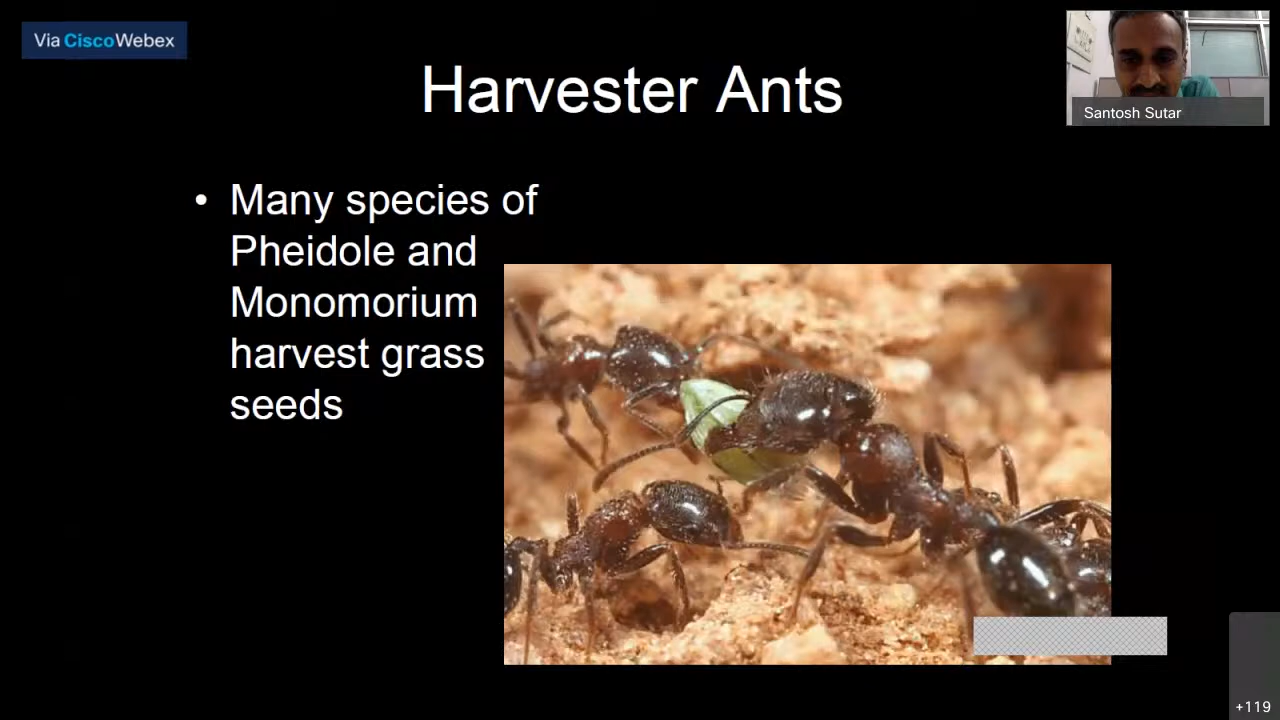 Via CiscoWebex
Harvester Ants
Santosh Sutar
• Many species of
Pheidole and
Monomorium
harvest grass
seeds
+119